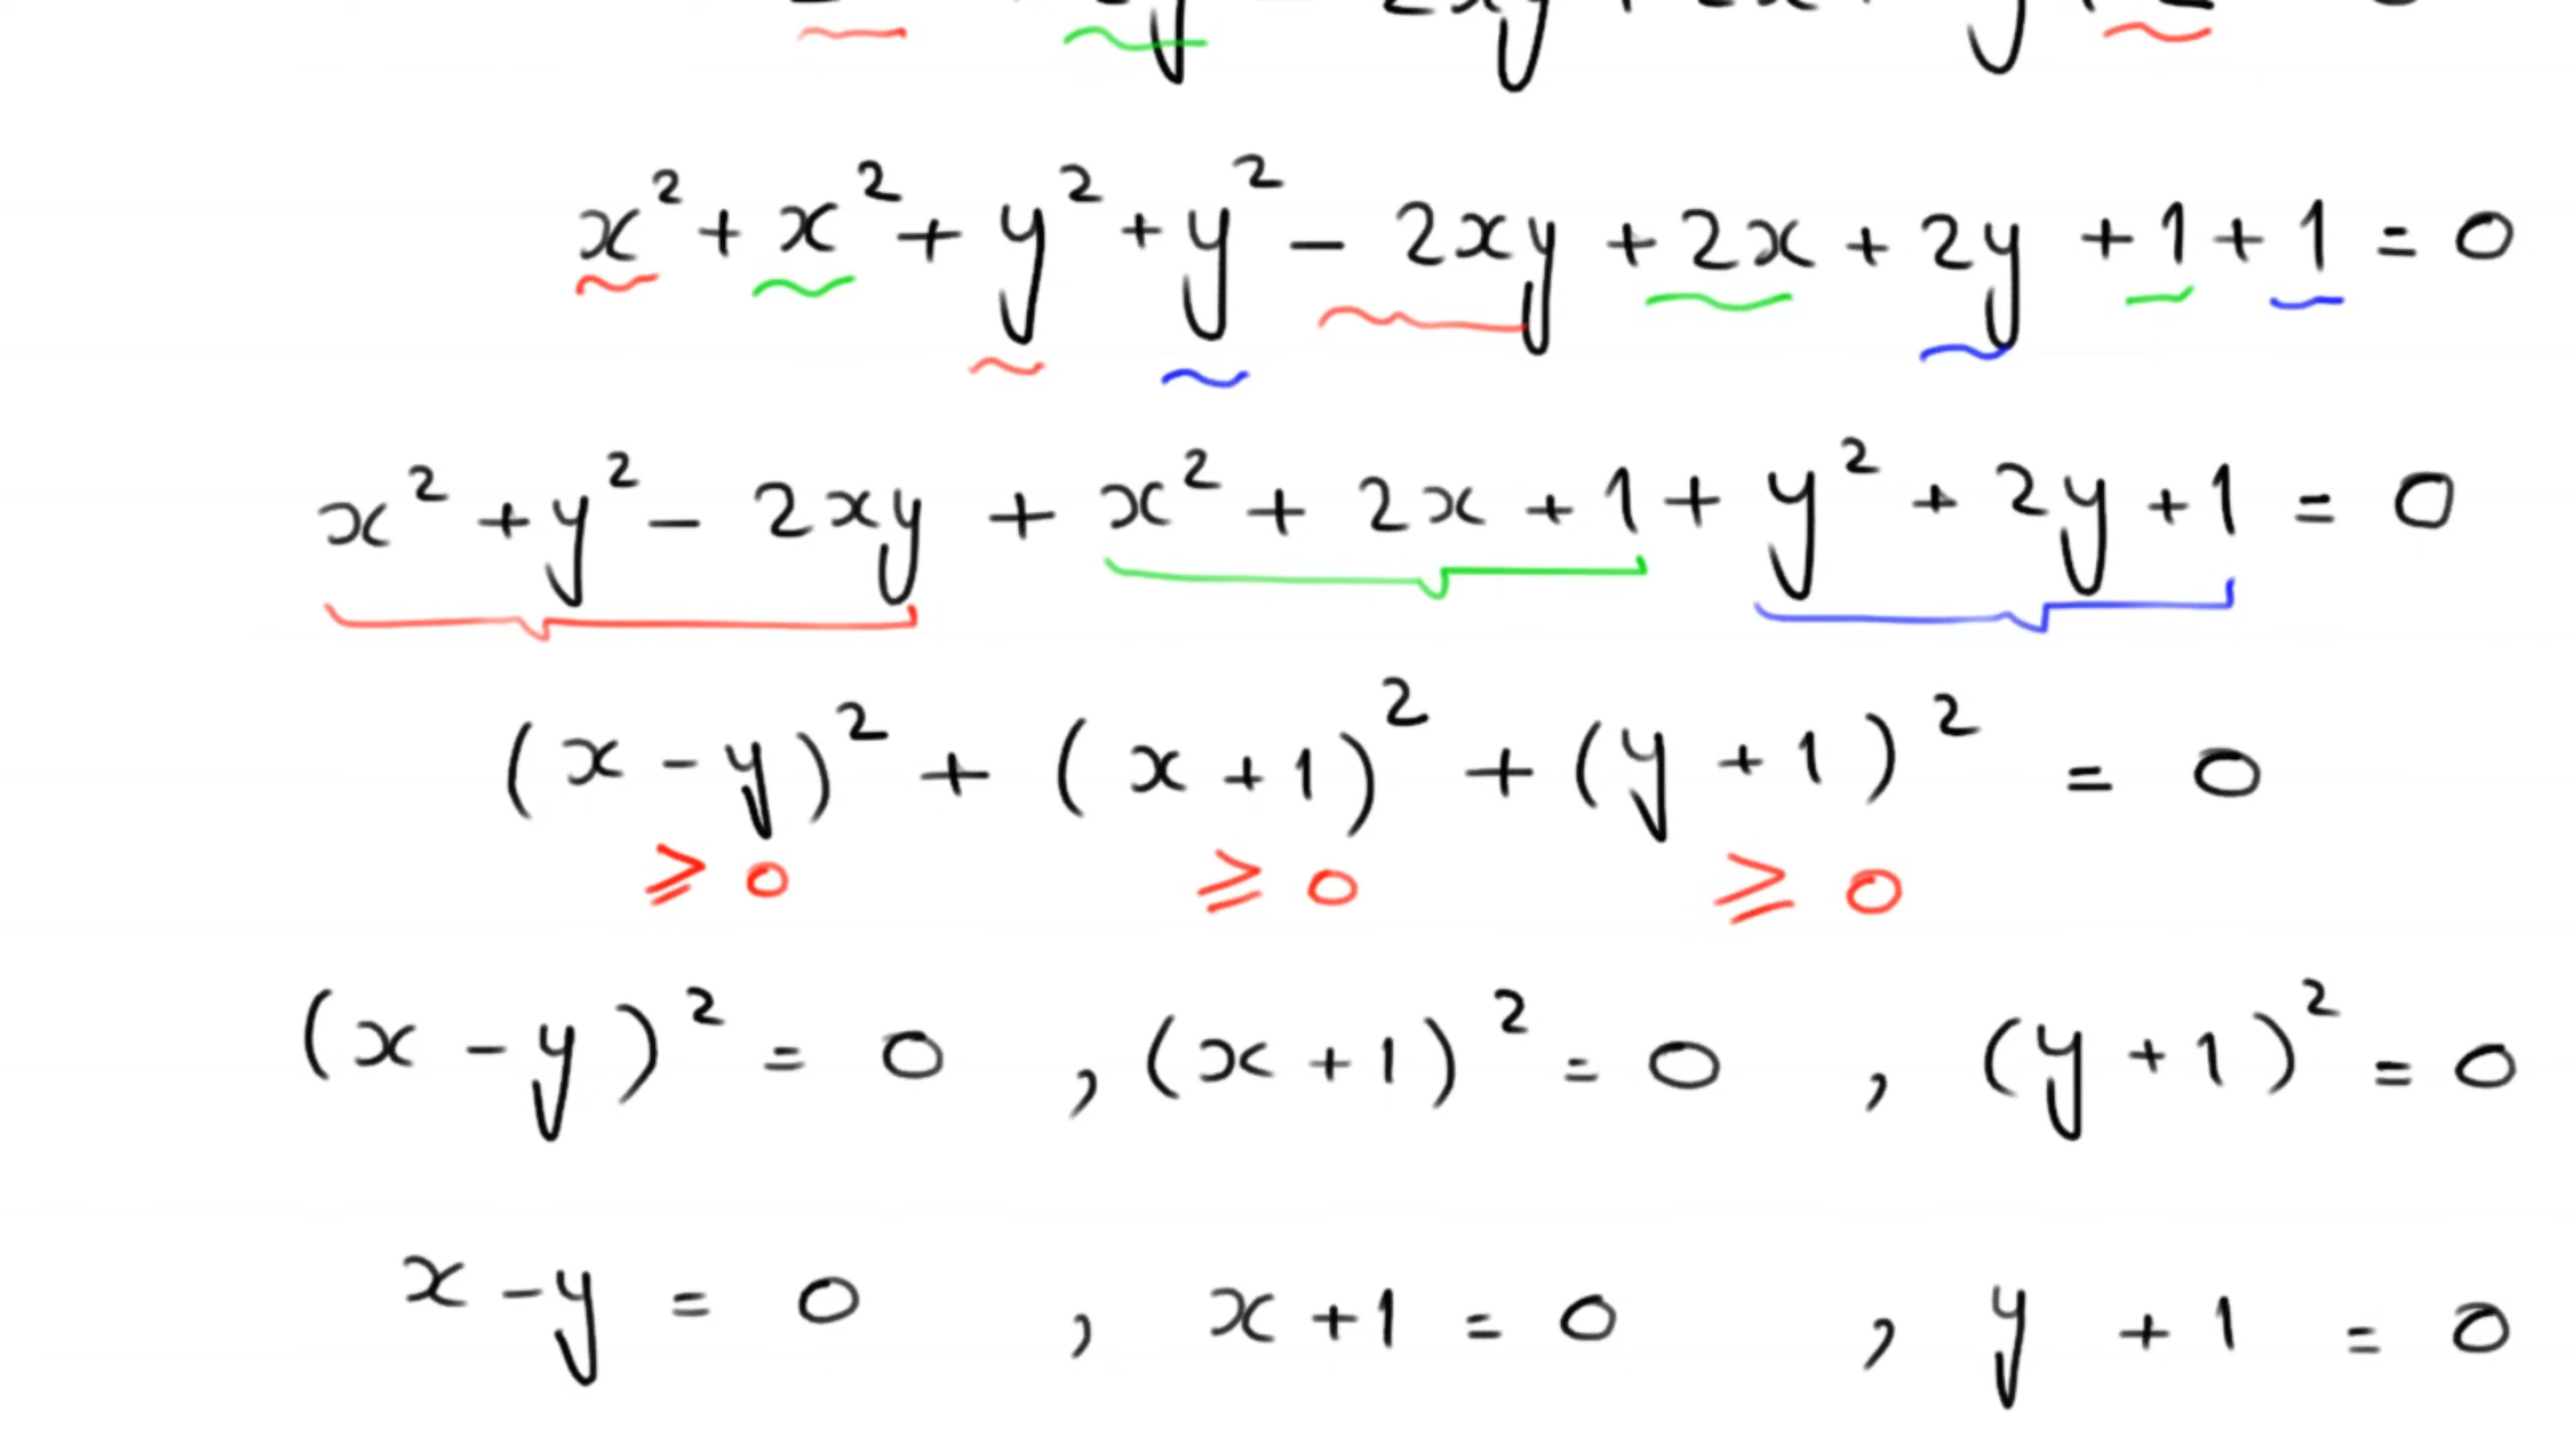 x² + x² + y² + y² - 2xy + 2x + 2y + 1 + 1 = 0
x² + y² - 2xy + x² + 2x + 1 + y² + 2y + 1 = 0
(x - y)² + (x + 1)² + (y + 1)² = 0
⩾ 0 ⩾ 0 ⩾ 0
(x - y)² = 0 , (x + 1)² = 0 , (y + 1)² = 0
x - y = 0 , x + 1 = 0 , y + 1 = 0